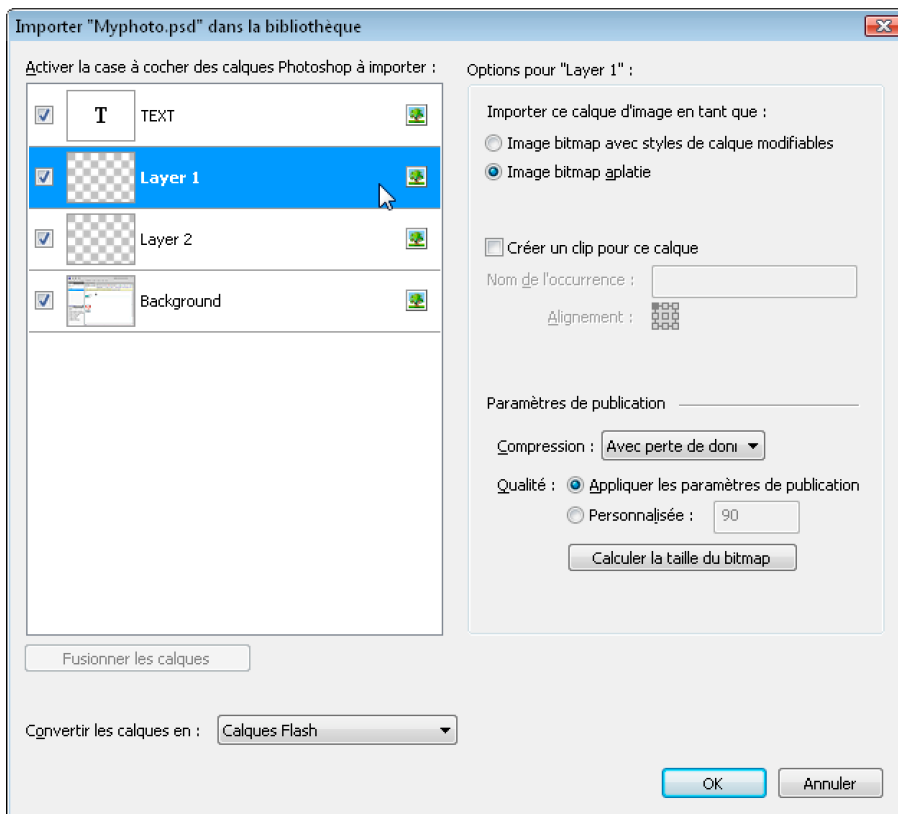 Importer "Myphoto.psd" dans la bibliothèque
Activer la case à cocher des calques Photoshop à importer :
T TEXT
Layer 1
Layer 2
Background
Fusionner les calques
Convertir les calques en : Calques Flash
Options pour "Layer 1" :
Importer ce calque d'image en tant que :
Image bitmap avec styles de calque modifiables
Image bitmap aplatie
Créer un clip pour ce calque
Nom de l'occurrence :
Alignement :
Paramètres de publication
Compression : Avec perte de doni
Qualité : Appliquer les paramètres de publication
Personnalisée : 90
Calculer la taille du bitmap
OK Annuler